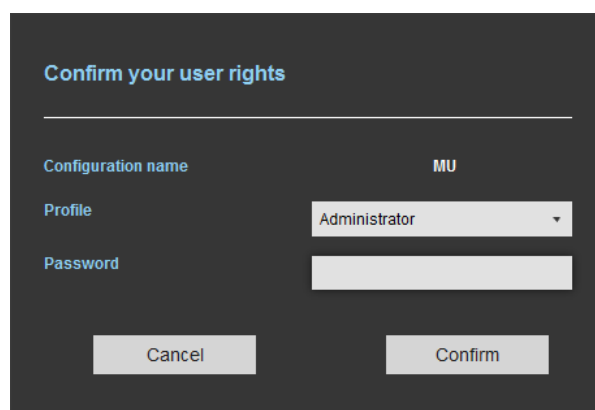 Confirm your user rights
Configuration name MU
Profile Administrator
Password
Cancel Confirm